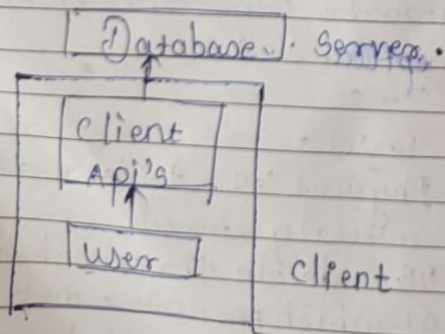 Database. Server.
Client
Api's
User
Client